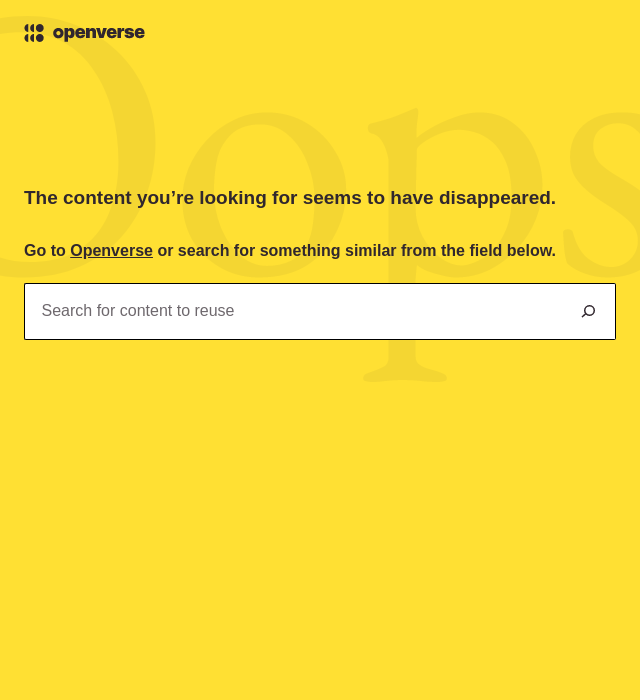 openverse
Oops
The content you’re looking for seems to have disappeared.
Go to Openverse or search for something similar from the field below.
Search for content to reuse